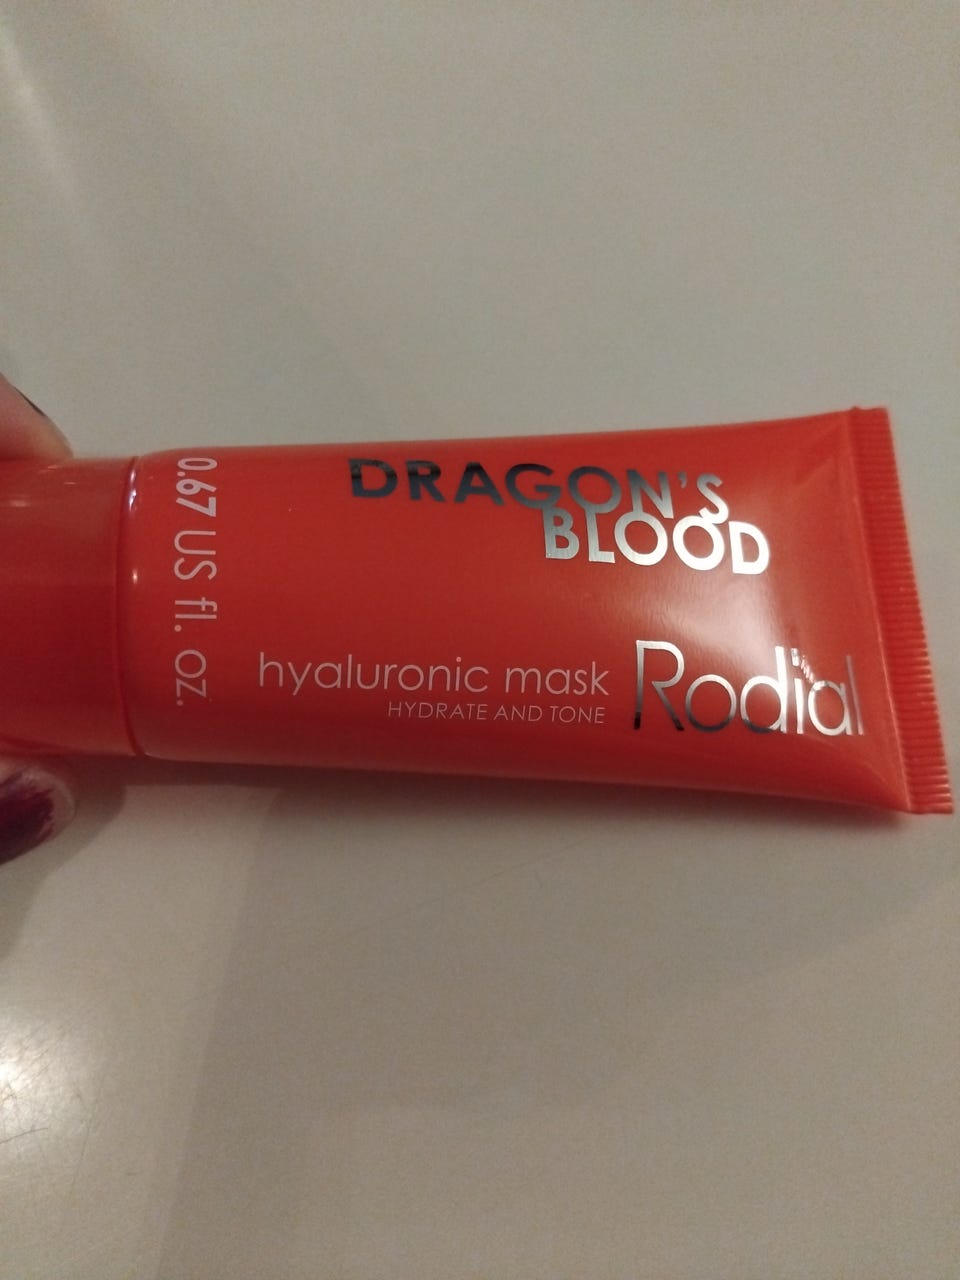 DRAGON'S
BLOOD
hyaluronic mask
HYDRATE AND TONE
Rodial
0.67 US fl. oz.